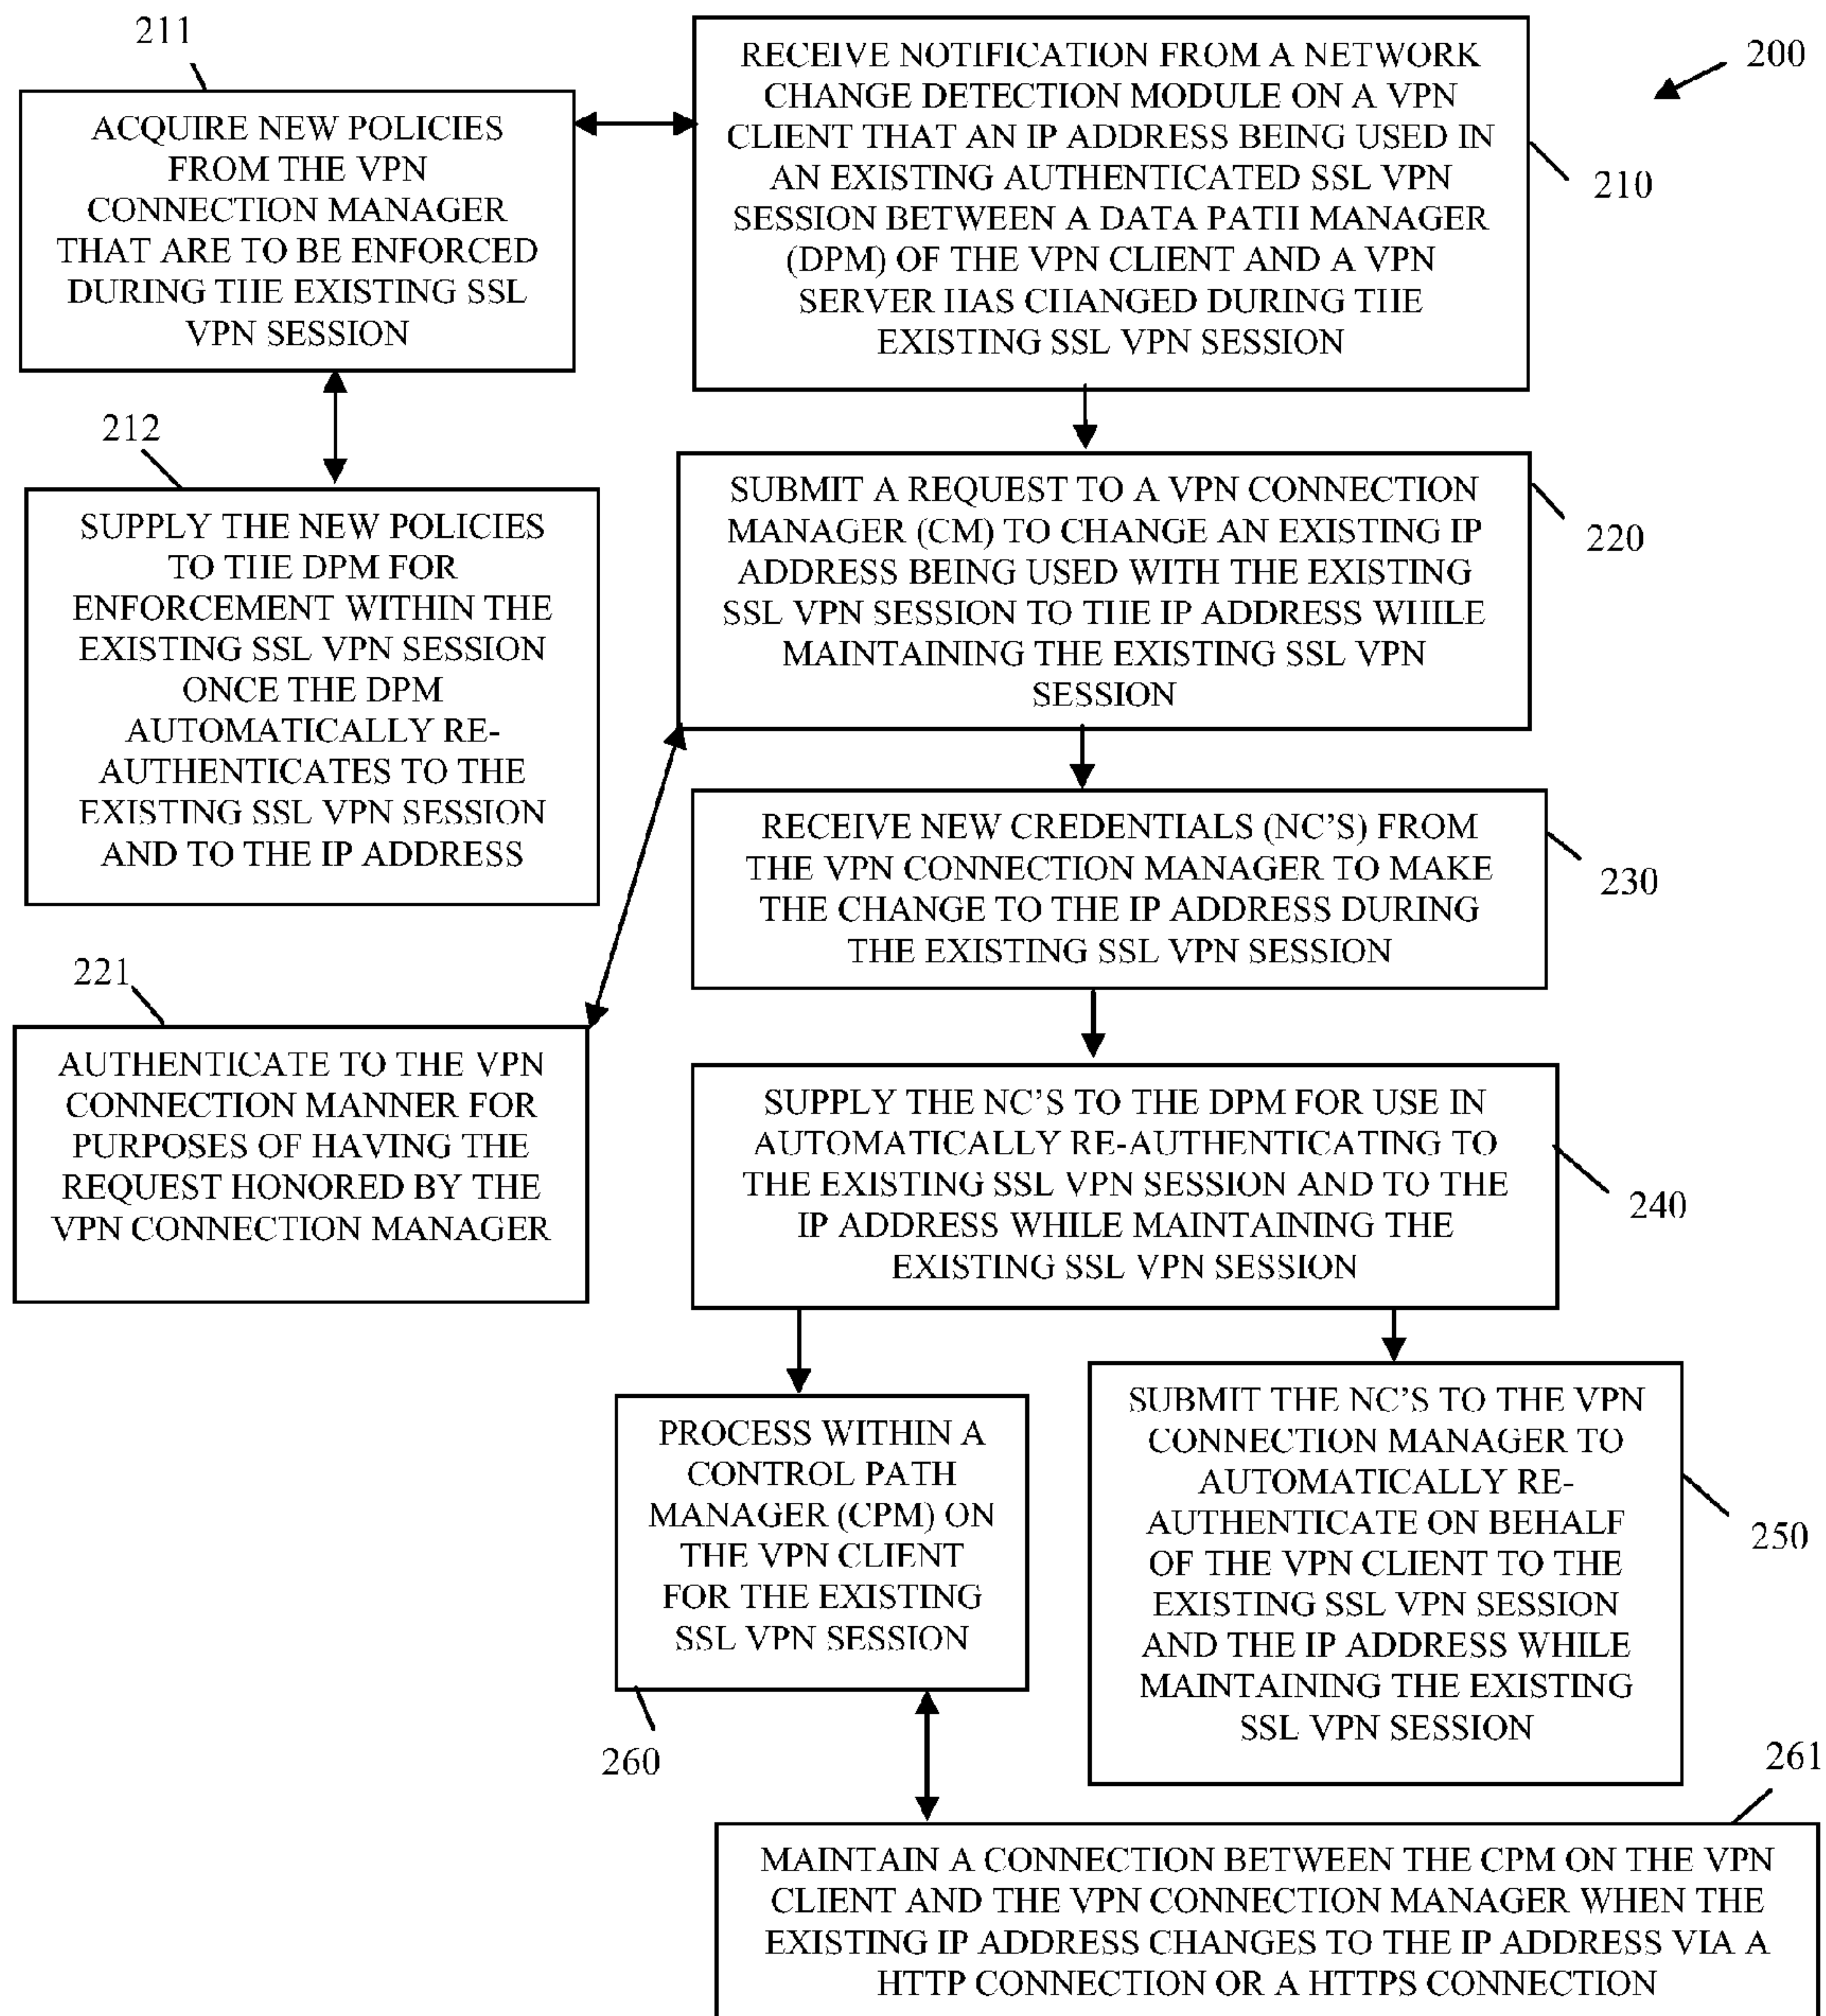 211
ACQUIRE NEW POLICIES
FROM THE VPN
CONNECTION MANAGER
THAT ARE TO BE ENFORCED
DURING THE EXISTING SSL
VPN SESSION
RECEIVE NOTIFICATION FROM A NETWORK
CHANGE DETECTION MODULE ON A VPN
CLIENT THAT AN IP ADDRESS BEING USED IN
AN EXISTING AUTHENTICATED SSL VPN
SESSION BETWEEN A DATA PATH MANAGER
(DPM) OF THE VPN CLIENT AND A VPN
SERVER HAS CHANGED DURING THE
EXISTING SSL VPN SESSION
200
210
212
SUPPLY THE NEW POLICIES
TO THE DPM FOR
ENFORCEMENT WITHIN THE
EXISTING SSL VPN SESSION
ONCE THE DPM
AUTOMATICALLY RE-
AUTHENTICATES TO THE
EXISTING SSL VPN SESSION
AND TO THE IP ADDRESS
SUBMIT A REQUEST TO A VPN CONNECTION
MANAGER (CM) TO CHANGE AN EXISTING IP
ADDRESS BEING USED WITH THE EXISTING
SSL VPN SESSION TO THE IP ADDRESS WHILE
MAINTAINING THE EXISTING SSL VPN
SESSION
220
RECEIVE NEW CREDENTIALS (NC'S) FROM
THE VPN CONNECTION MANAGER TO MAKE
THE CHANGE TO THE IP ADDRESS DURING
THE EXISTING SSL VPN SESSION
230
221
AUTHENTICATE TO THE VPN
CONNECTION MANNER FOR
PURPOSES OF HAVING THE
REQUEST HONORED BY THE
VPN CONNECTION MANAGER
SUPPLY THE NC'S TO THE DPM FOR USE IN
AUTOMATICALLY RE-AUTHENTICATING TO
THE EXISTING SSL VPN SESSION AND TO THE
IP ADDRESS WHILE MAINTAINING THE
EXISTING SSL VPN SESSION
240
PROCESS WITHIN A
CONTROL PATH
MANAGER (CPM) ON
THE VPN CLIENT
FOR THE EXISTING
SSL VPN SESSION
260
SUBMIT THE NC'S TO THE VPN
CONNECTION MANAGER TO
AUTOMATICALLY RE-
AUTHENTICATE ON BEHALF
OF THE VPN CLIENT TO THE
EXISTING SSL VPN SESSION
AND THE IP ADDRESS WHILE
MAINTAINING THE EXISTING
SSL VPN SESSION
250
261
MAINTAIN A CONNECTION BETWEEN THE CPM ON THE VPN
CLIENT AND THE VPN CONNECTION MANAGER WHEN THE
EXISTING IP ADDRESS CHANGES TO THE IP ADDRESS VIA A
HTTP CONNECTION OR A HTTPS CONNECTION